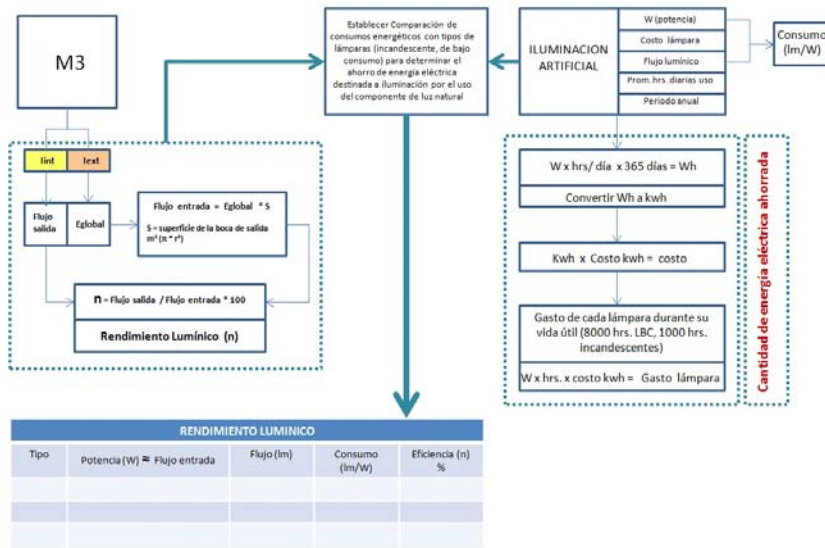 M3
Establecer Comparación de
consumos energéticos con tipos de
lámparas (incandescente, de bajo
consumo) para determinar el
ahorro de energía eléctrica
destinada a iluminación por el uso
del componente de luz natural
ILUMINACION
ARTIFICIAL
W (potencia)
Costo lámpara
Flujo lumínico
Prom. hrs .diarias uso
Periodo anual
Consumo
(lm/W)
Tint
Text
Flujo
salida
Eglobal
Flujo entrada = Eglobal * S
S = superficie de la boca de salida
m² (π * r²)
n = Flujo salida / Flujo entrada * 100
Rendimiento Lumínico (n)
W x hrs/ día x 365 días = Wh
Convertir Wh a kwh
Kwh x Costo kwh = costo
Gasto de cada lámpara durante su
vida útil (8000 hrs. LBC, 1000 hrs.
incandescentes)
W x hrs. x costo kwh = Gasto lámpara
Cantidad de energía eléctrica ahorrada
RENDIMIENTO LUMINICO
Tipo
Potencia (W) ≈ Flujo entrada
Flujo (lm)
Consumo
(lm/W)
Eficiencia (n)
%